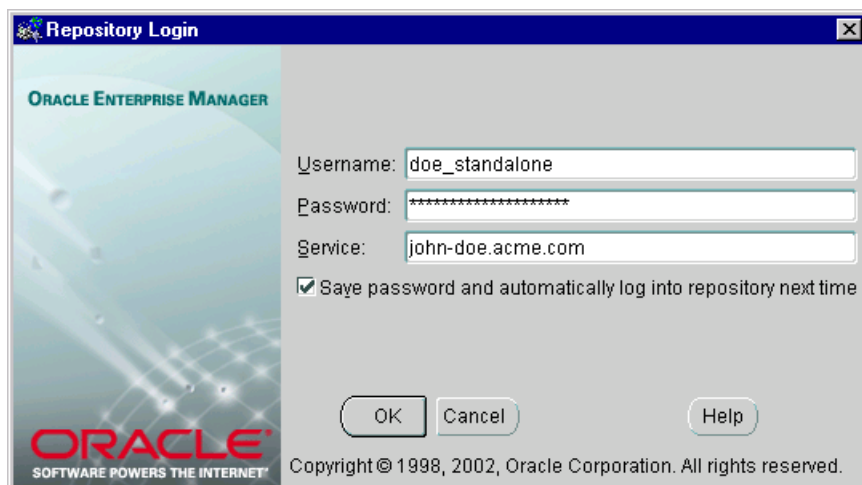 Repository Login
ORACLE ENTERPRISE MANAGER
Username: doe_standalone
Password: ********************
Service: john-doe.acme.com
Save password and automatically log into repository next time
OK Cancel Help
ORACLE®
SOFTWARE POWERS THE INTERNET™
Copyright © 1998, 2002, Oracle Corporation. All rights reserved.